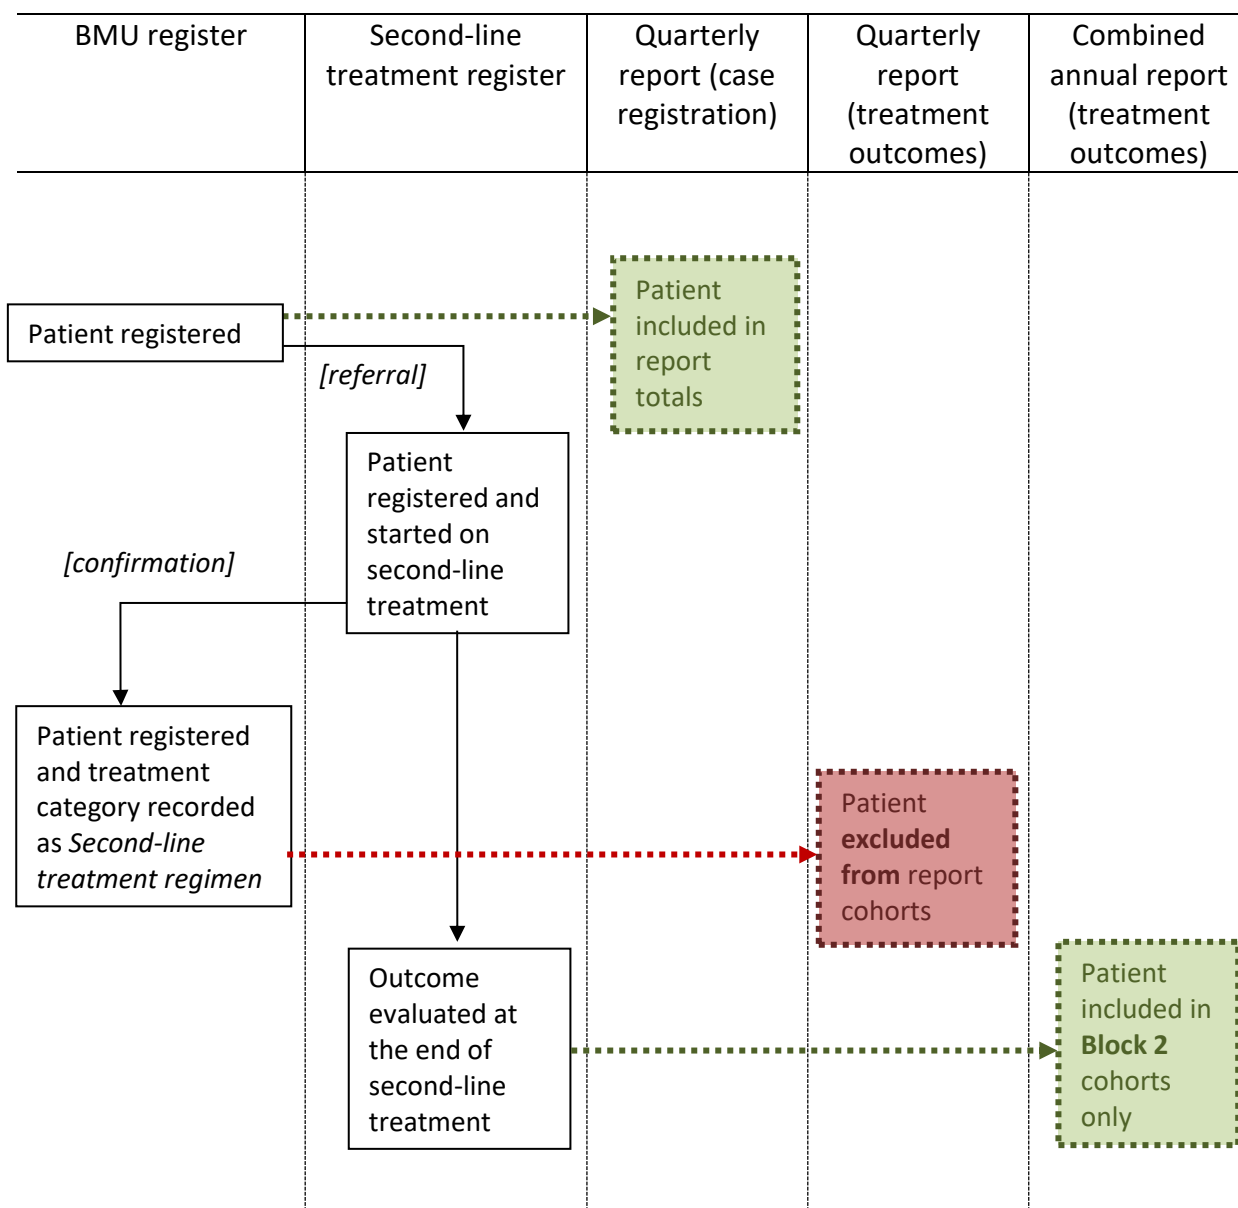 BMU register
Second-line
treatment register
Quarterly
report (case
registration)
Quarterly
report
(treatment
outcomes)
Combined
annual report
(treatment
outcomes)
Patient registered
[referral]
Patient
included in
report
totals
Patient
registered and
started on
second-line
treatment
[confirmation]
Patient registered
and treatment
category recorded
as Second-line
treatment regimen
Patient
excluded
from report
cohorts
Outcome
evaluated at
the end of
second-line
treatment
Patient
included in
Block 2
cohorts
only